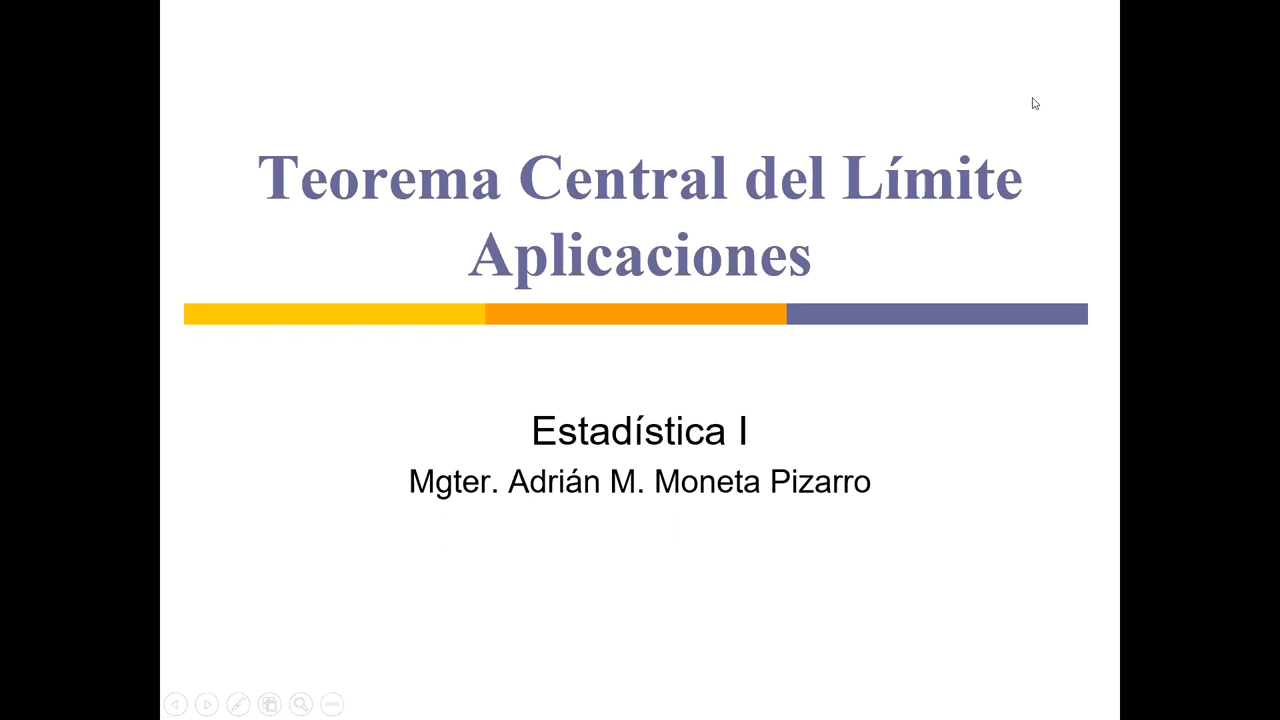 Teorema Central del Límite
Aplicaciones
Estadística I
Mgter. Adrián M. Moneta Pizarro